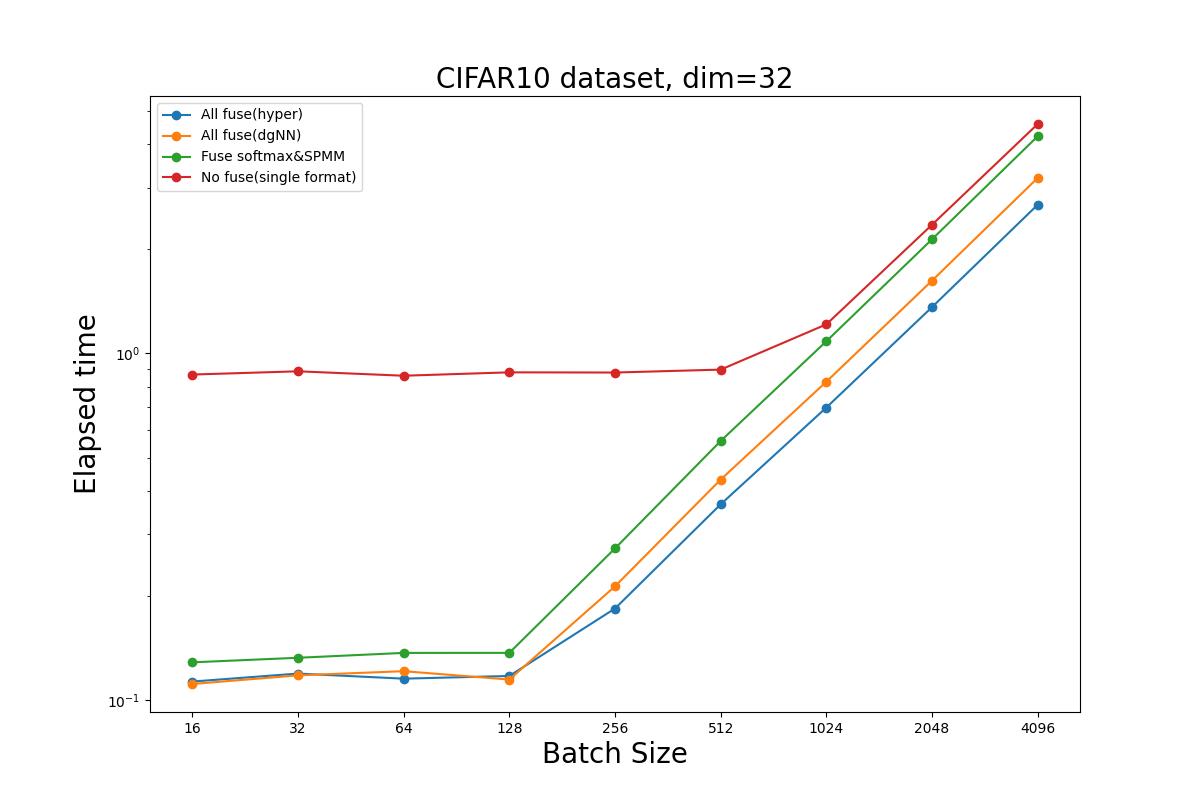 CIFAR10 dataset, dim=32
All fuse(hyper)
All fuse(dgNN)
Fuse softmax&SPMM
No fuse(single format)
Elapsed time
10⁰
10⁻¹
16 32 64 128 256 512 1024 2048 4096
Batch Size